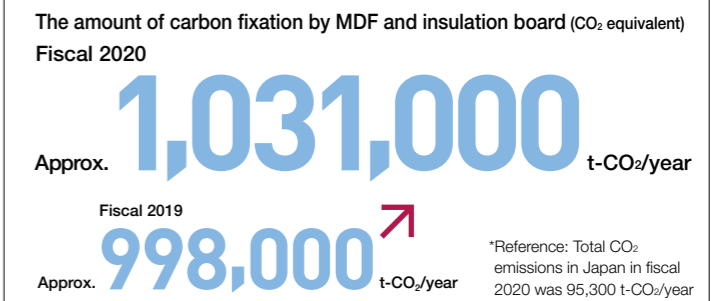 The amount of carbon fixation by MDF and insulation board (CO₂ equivalent)
Fiscal 2020
Approx. 1,031,000 t-CO₂/year
Fiscal 2019
Approx. 998,000 t-CO₂/year
*Reference: Total CO₂
emissions in Japan in fiscal
2020 was 95,300 t-CO₂/year